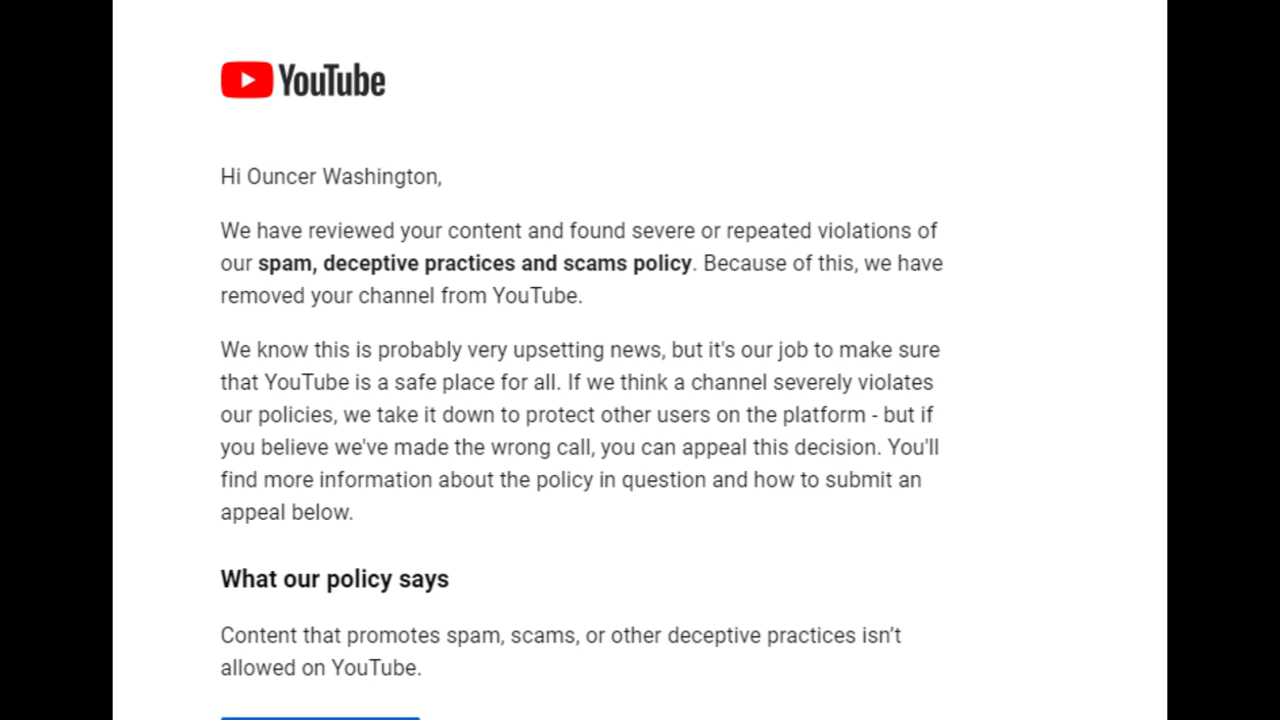 YouTube
Hi Ouncer Washington,
We have reviewed your content and found severe or repeated violations of
our spam, deceptive practices and scams policy. Because of this, we have
removed your channel from YouTube.
We know this is probably very upsetting news, but it's our job to make sure
that YouTube is a safe place for all. If we think a channel severely violates
our policies, we take it down to protect other users on the platform - but if
you believe we've made the wrong call, you can appeal this decision. You'll
find more information about the policy in question and how to submit an
appeal below.
What our policy says
Content that promotes spam, scams, or other deceptive practices isn’t
allowed on YouTube.